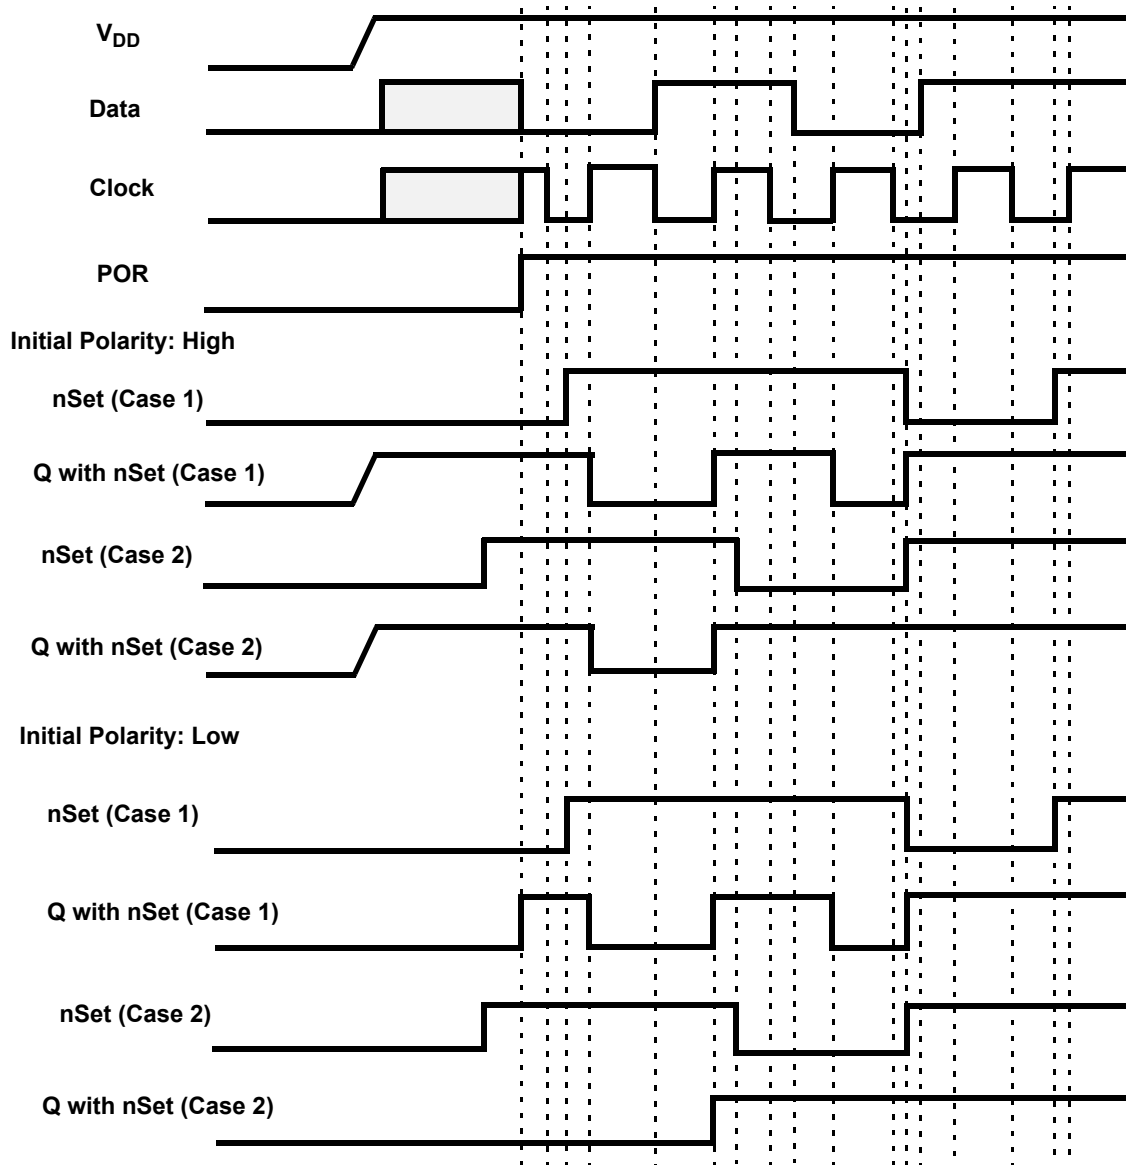 VDD
Data
Clock
POR
Initial Polarity: High
nSet (Case 1)
Q with nSet (Case 1)
nSet (Case 2)
Q with nSet (Case 2)
Initial Polarity: Low
nSet (Case 1)
Q with nSet (Case 1)
nSet (Case 2)
Q with nSet (Case 2)